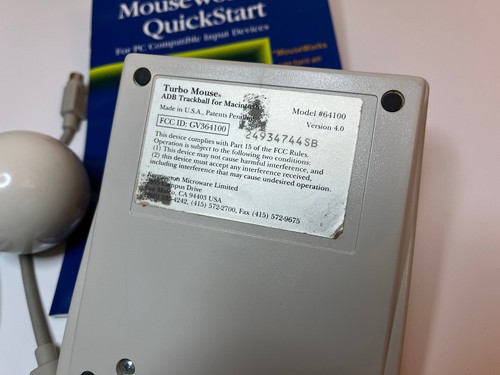 MouseWorks
QuickStart
For PC Compatible Input Devices
"MouseWorks
Turbo Mouse®
ADB Trackball for Macintosh
Model #64100
Made in U.S.A., Patents Pending
Version 4.0
FCC ID: GV364100
24934744SB
This device complies with Part 15 of the FCC Rules.
Operation is subject to the following two conditions:
(1) This device may not cause harmful interference, and
(2) this device must accept any interference received,
including interference that may cause undesired operation.
Kensington Microware Limited
Campus Drive
San Mateo, CA 94403 USA
-4242, (415) 572-2700, Fax (415) 572-9675